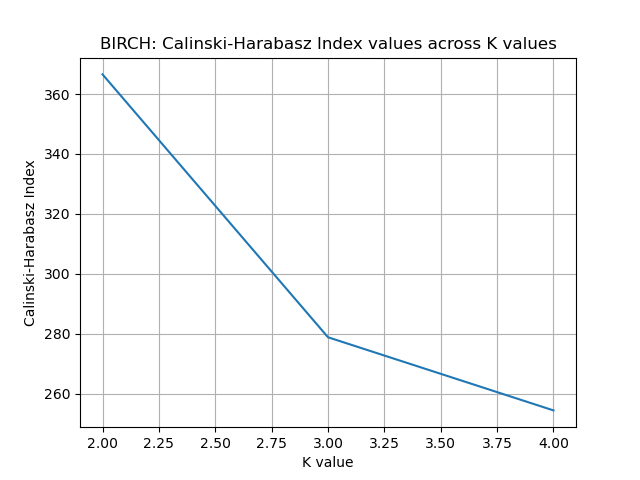 BIRCH: Calinski-Harabasz Index values across K values
Calinski-Harabasz Index
360
340
320
300
280
260
2.00 2.25 2.50 2.75 3.00 3.25 3.50 3.75 4.00
K value